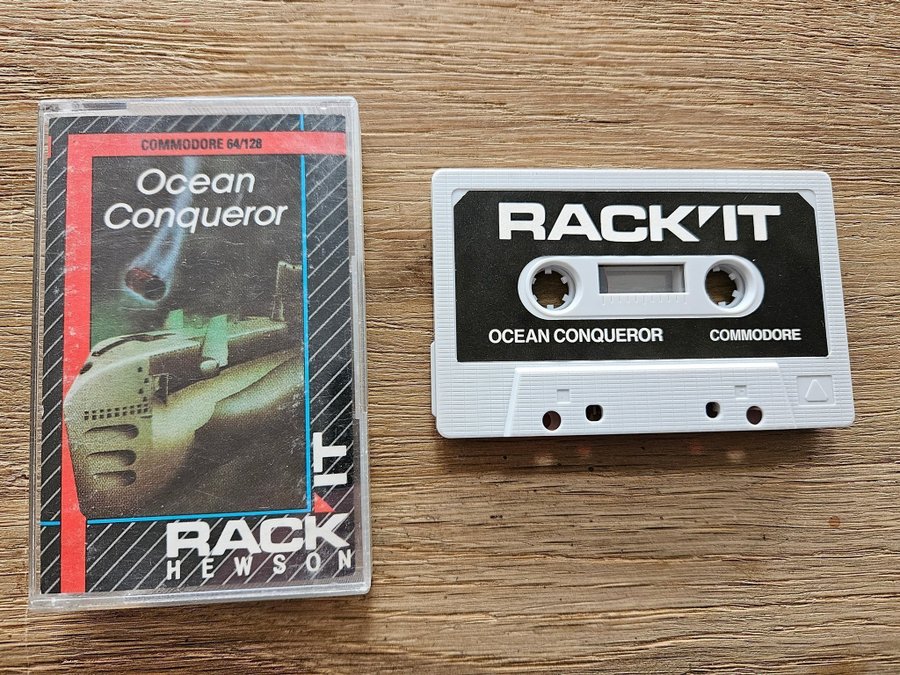 COMMODORE 64/128
Ocean
Conqueror
RACK IT
HEWSON
RACK'IT
OCEAN CONQUEROR COMMODORE